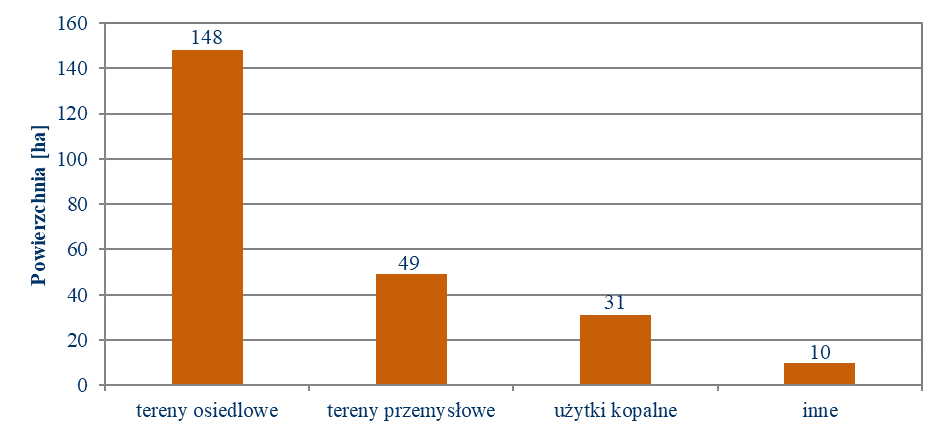 160
148
140
120
100
80
60
49
40
31
20
10
0
Powierzchnia [ha]
tereny osiedlowe
tereny przemysłowe
użytki kopalne
inne